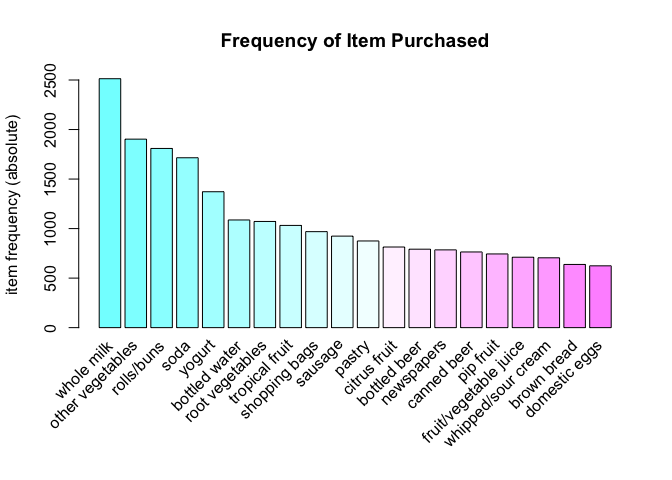 Frequency of Item Purchased
item frequency (absolute)
2500
2000
1500
1000
500
0
whole milk
other vegetables
rolls/buns
soda
yogurt
bottled water
root vegetables
tropical fruit
shopping bags
sausage
pastry
citrus fruit
bottled beer
newspapers
canned beer
pip fruit
fruit/vegetable juice
whipped/sour cream
brown bread
domestic eggs